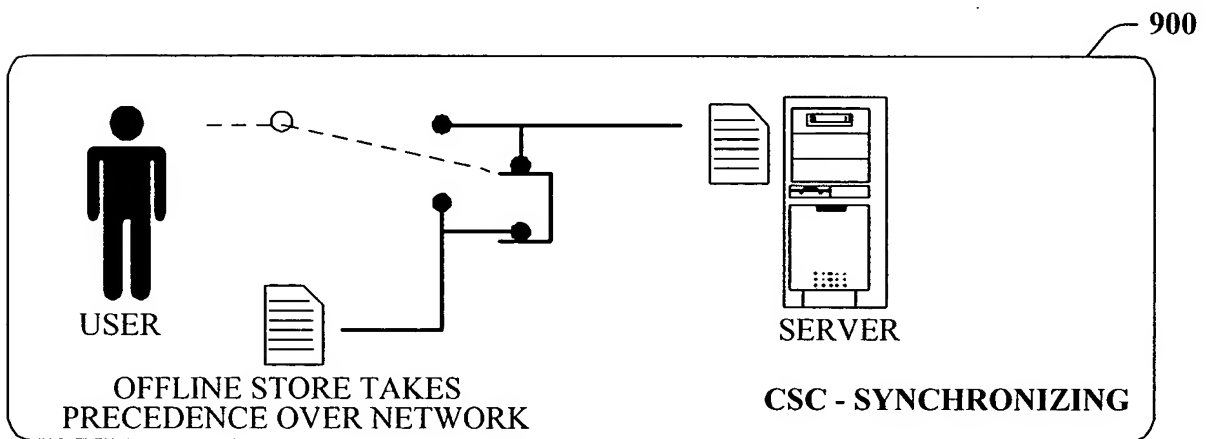 900
USER
SERVER
OFFLINE STORE TAKES
PRECEDENCE OVER NETWORK
CSC - SYNCHRONIZING